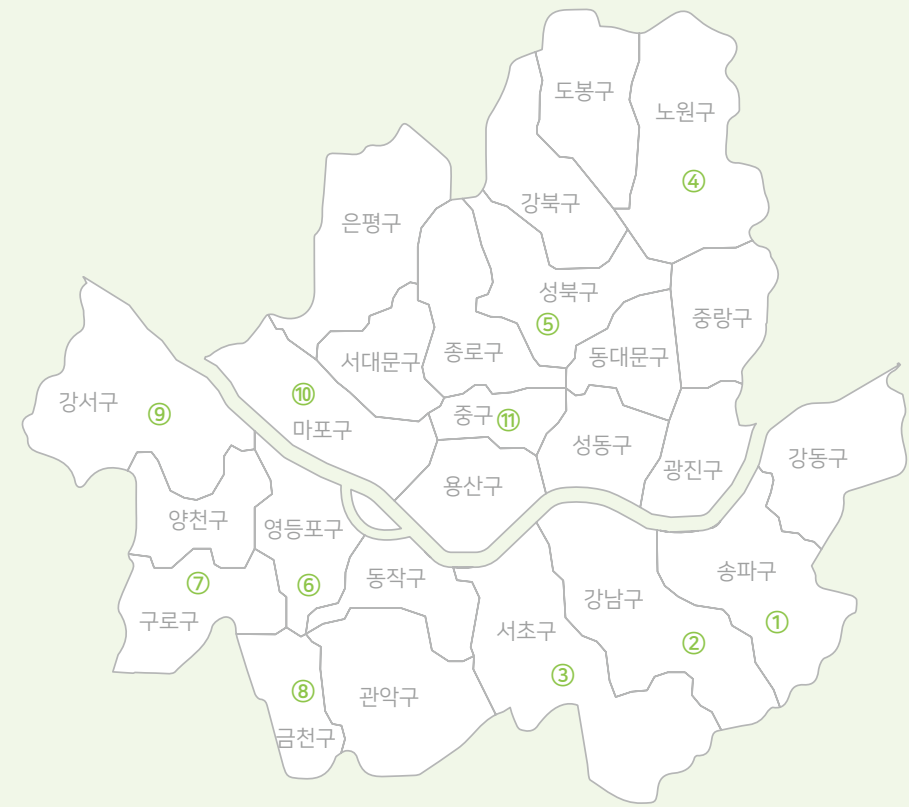 도봉구
노원구
④
강북구
은평구
성북구
⑤
중랑구
서대문구
종로구
동대문구
강서구
⑨
⑩
마포구
중구⑪
성동구
광진구
강동구
용산구
양천구
영등포구
동작구
송파구
⑦
⑥
구로구
강남구
①
서초구
②
③
⑧
관악구
금천구